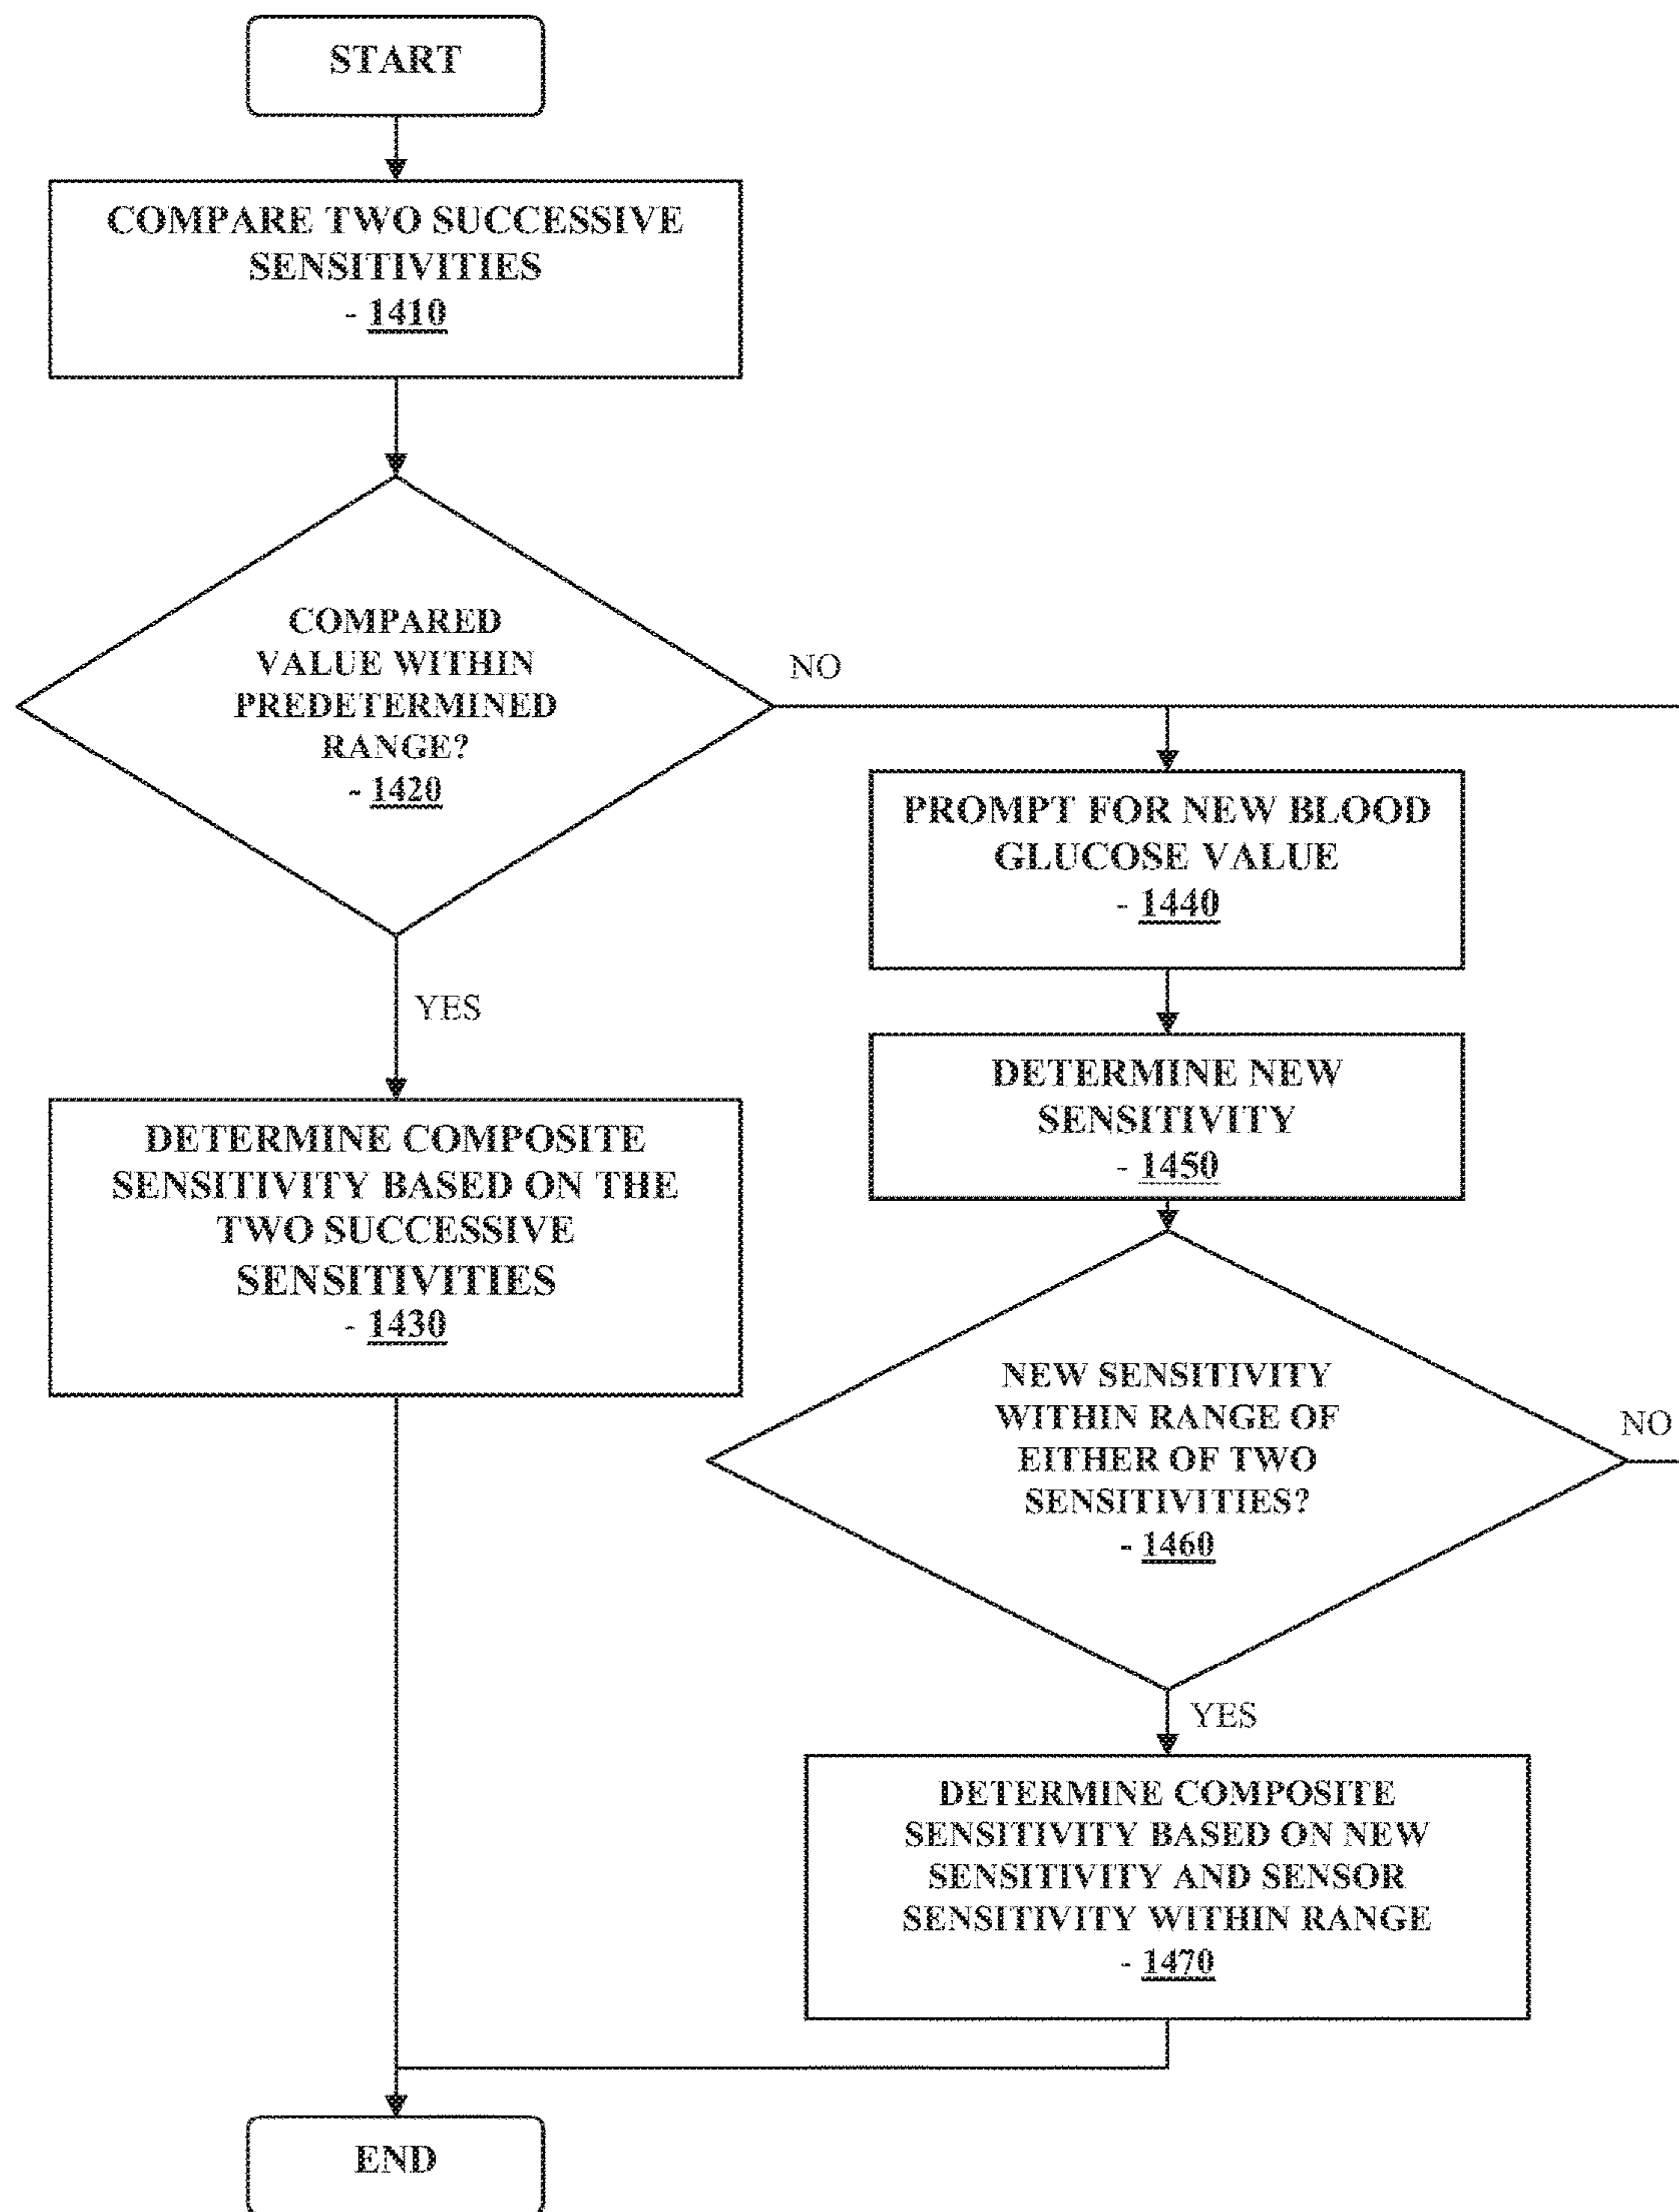 START
COMPARE TWO SUCCESSIVE
SENSITIVITIES
- 1410
COMPARED
VALUE WITHIN
PREDETERMINED
RANGE?
- 1420
NO
YES
DETERMINE COMPOSITE
SENSITIVITY BASED ON THE
TWO SUCCESSIVE
SENSITIVITIES
- 1430
PROMPT FOR NEW BLOOD
GLUCOSE VALUE
- 1440
DETERMINE NEW
SENSITIVITY
- 1450
NEW SENSITIVITY
WITHIN RANGE OF
EITHER OF TWO
SENSITIVITIES?
- 1460
NO
YES
DETERMINE COMPOSITE
SENSITIVITY BASED ON NEW
SENSITIVITY AND SENSOR
SENSITIVITY WITHIN RANGE
- 1470
END